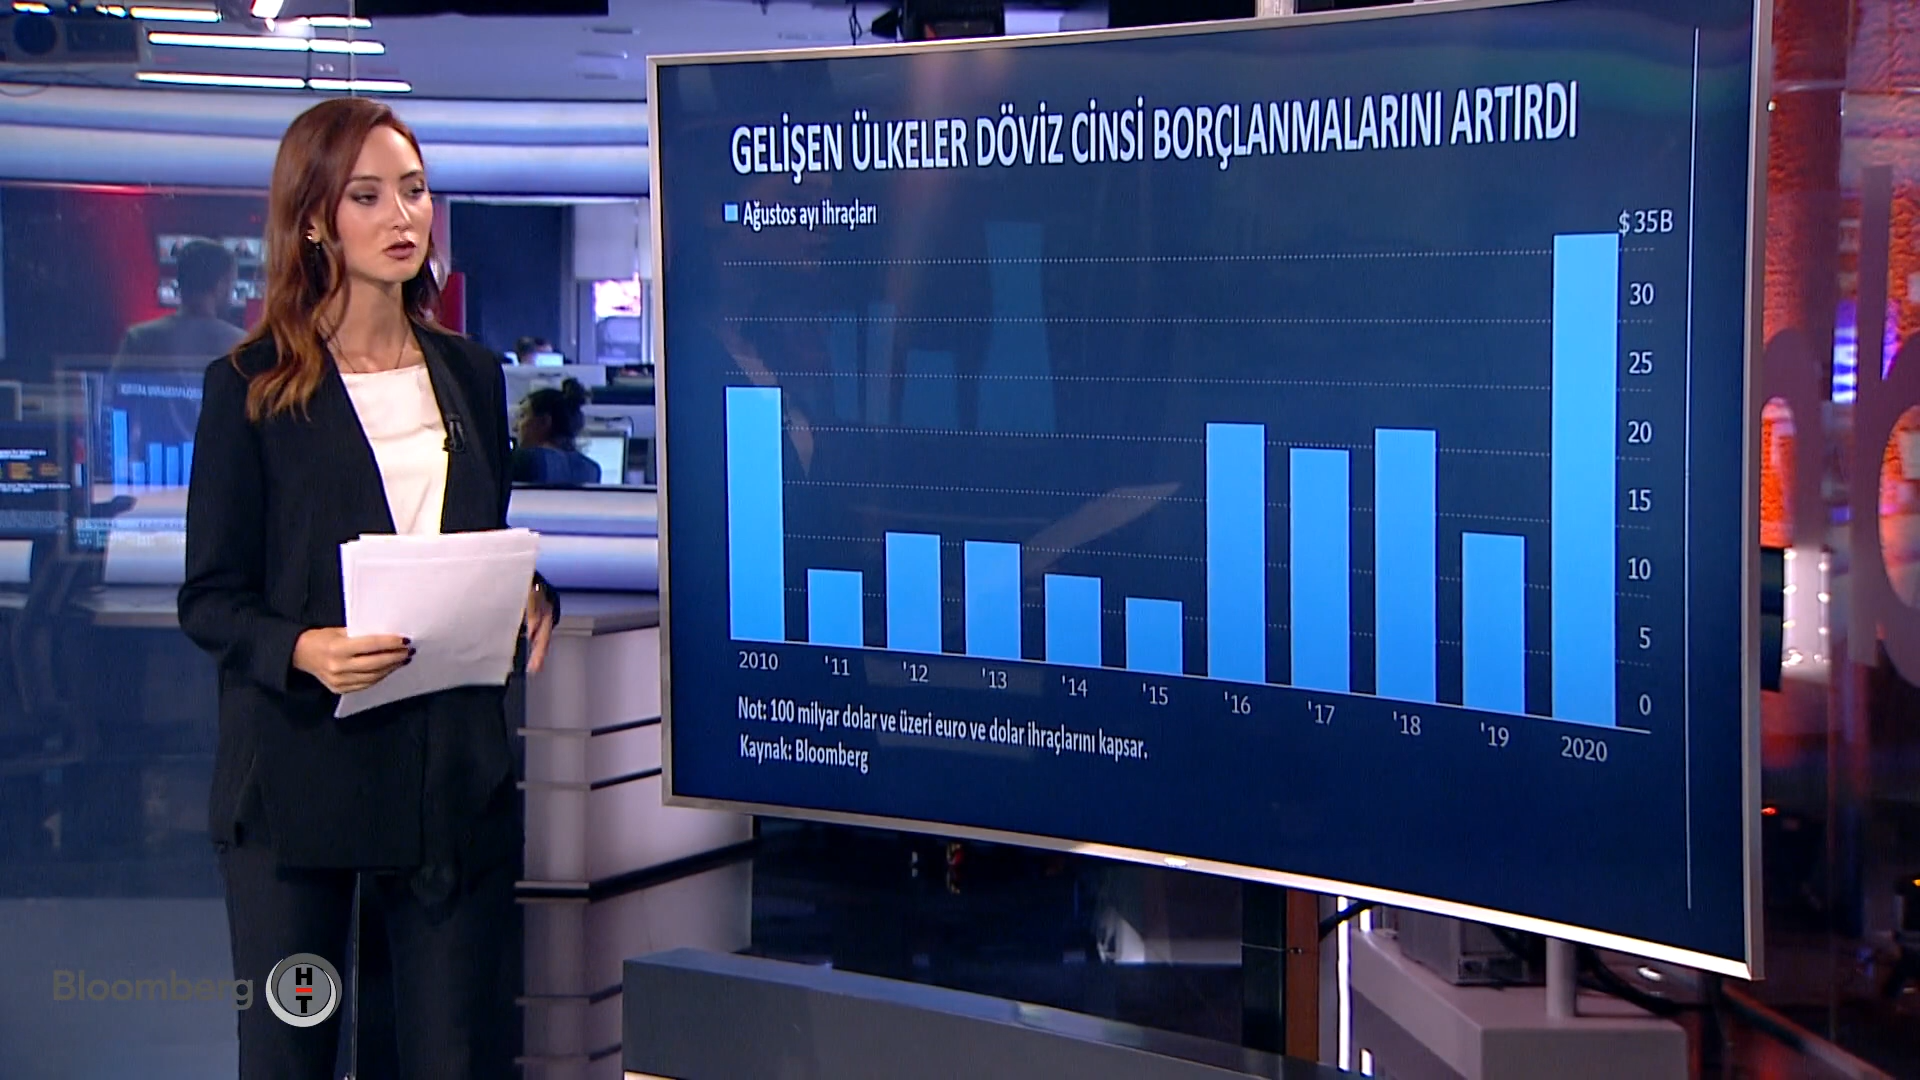 GELİŞEN ÜLKELER DÖVİZ CİNSİ BORÇLANMALARINI ARTIRDI
Ağustos ayı ihraçları
$ 35B
30
25
20
15
10
5
0
2010 '11 '12 '13 '14 '15 '16 '17 '18 '19 2020
Not: 100 milyar dolar ve üzeri euro ve dolar ihraçlarını kapsar.
Kaynak: Bloomberg
Bloomberg HT